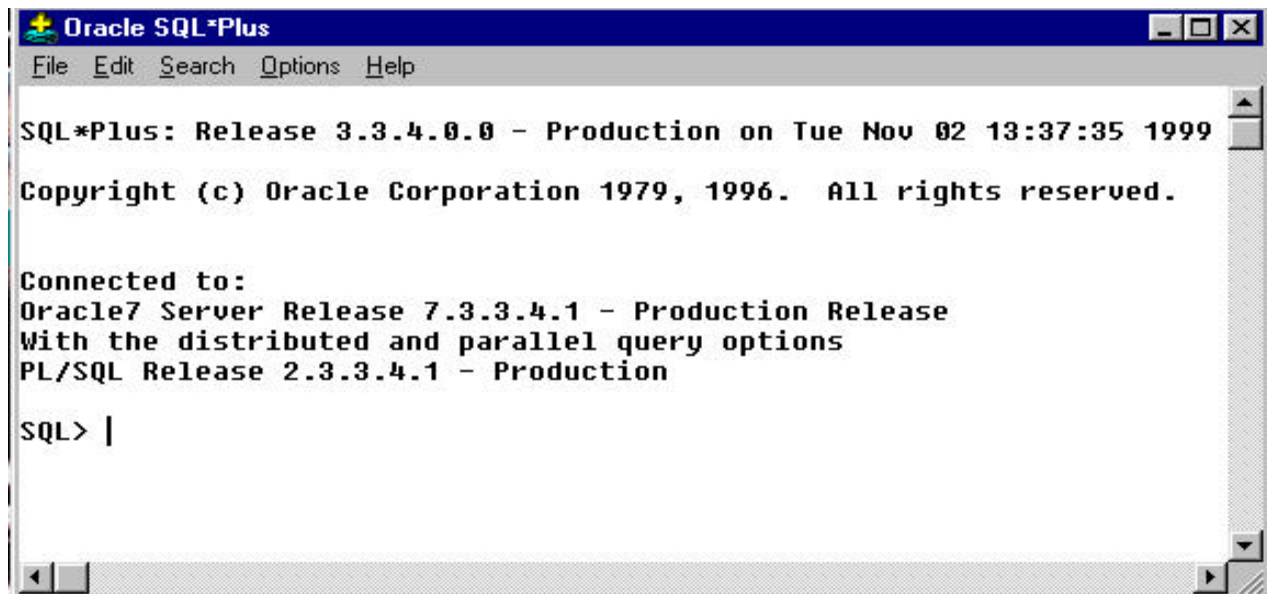 Oracle SQL*Plus
File Edit Search Options Help
SQL*Plus: Release 3.3.4.0.0 - Production on Tue Nov 02 13:37:35 1999
Copyright (c) Oracle Corporation 1979, 1996.  All rights reserved.
Connected to:
Oracle7 Server Release 7.3.3.4.1 - Production Release
With the distributed and parallel query options
PL/SQL Release 2.3.3.4.1 - Production
SQL>